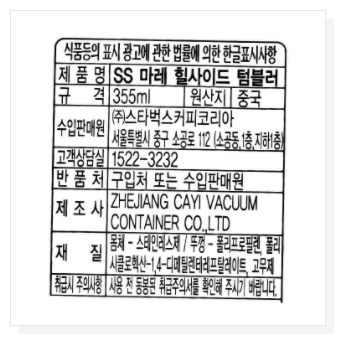 식품등의 표시 광고에 관한 법률에 의한 한글표시사항
제 품 명 SS 마레 힐사이드 텀블러
규 격 355ml 원산지 중국
수입판매원 ㈜스타벅스커피코리아
서울특별시 중구 소공로 112 (소공동,1층,지하1층)
고객상담실 1522-3232
반 품 처 구입처 또는 수입판매원
제 조 사 ZHEJIANG CAYI VACUUM
CONTAINER CO.,LTD
재 질 몸체 - 스테인레스제 / 뚜껑 - 폴리프로필렌, 폴리
시클로헥산-1,4-디메틸렌테레프탈레이트, 고무제
취급시 주의사항 사용 전 동봉된 취급주의서를 확인해 주시기 바랍니다.